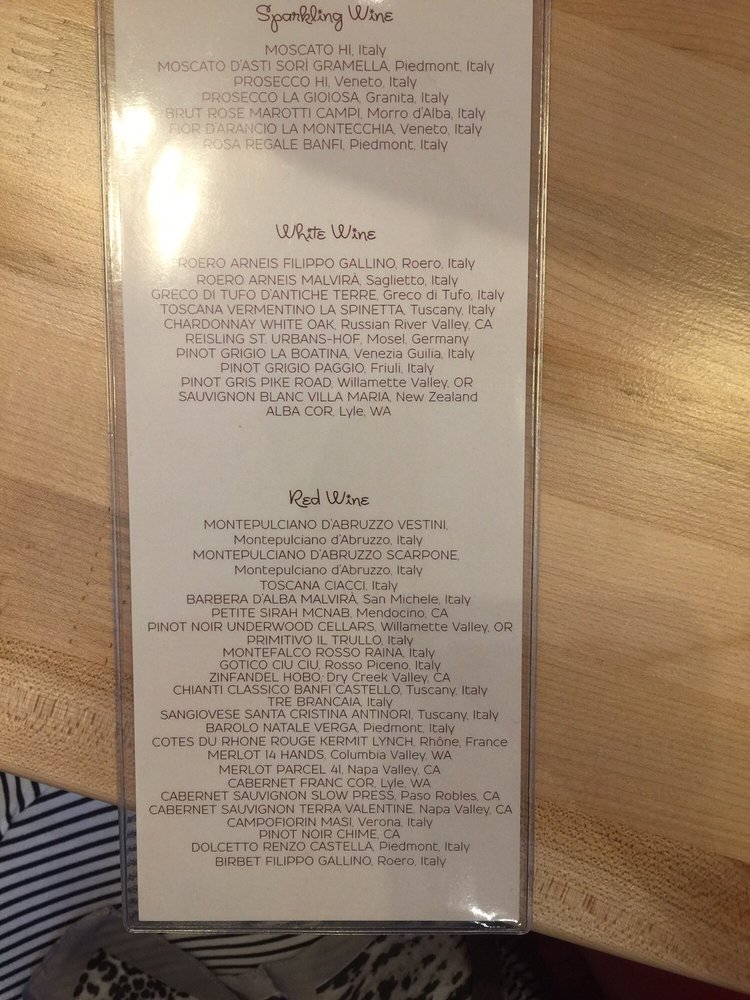 Sparkling Wine
MOSCATO HI, Italy
MOSCATO D'ASTI SORÌ GRAMELLA, Piedmont, Italy
PROSECCO HI, Veneto, Italy
PROSECCO LA GIOIOSA, Granita, Italy
BRUT ROSE MAROTTI CAMPI, Morro d'Alba, Italy
FIOR D'ARANCIO LA MONTECCHIA, Veneto, Italy
ROSA REGALE BANFI, Piedmont, Italy
White Wine
ROERO ARNEIS FILIPPO GALLINO, Roero, Italy
ROERO ARNEIS MALVIRÀ, Saglietto, Italy
GRECO DI TUFO D'ANTICHE TERRE, Greco di Tufo, Italy
TOSCANA VERMENTINO LA SPINETTA, Tuscany, Italy
CHARDONNAY WHITE OAK, Russian River Valley, CA
REISLING ST. URBANS-HOF, Mosel, Germany
PINOT GRIGIO LA BOATINA, Venezia Guilia, Italy
PINOT GRIGIO PAGGIO, Friuli, Italy
PINOT GRIS PIKE ROAD, Willamette Valley, OR
SAUVIGNON BLANC VILLA MARIA, New Zealand
ALBA COR, Lyle, WA
Red Wine
MONTEPULCIANO D'ABRUZZO VESTINI,
Montepulciano d'Abruzzo, Italy
MONTEPULCIANO D'ABRUZZO SCARPONE,
Montepulciano d'Abruzzo, Italy
TOSCANA CIACCI, Italy
BARBERA D'ALBA MALVIRÀ, San Michele, Italy
PETITE SIRAH MCNAB, Mendocino, CA
PINOT NOIR UNDERWOOD CELLARS, Willamette Valley, OR
PRIMITIVO IL TRULLO, Italy
MONTEFALCO ROSSO RAINA, Italy
GOTICO CIU CIU, Rosso Piceno, Italy
ZINFANDEL HOBO, Dry Creek Valley, CA
CHIANTI CLASSICO BANFI CASTELLO, Tuscany, Italy
TRE BRANCAIA, Italy
SANGIOVESE SANTA CRISTINA ANTINORI, Tuscany, Italy
BAROLO NATALE VERGA, Piedmont, Italy
COTES DU RHONE ROUGE KERMIT LYNCH, Rhône, France
MERLOT 14 HANDS, Columbia Valley, WA
MERLOT PARCEL 41, Napa Valley, CA
CABERNET FRANC COR, Lyle, WA
CABERNET SAUVIGNON SLOW PRESS, Paso Robles, CA
CABERNET SAUVIGNON TERRA VALENTINE, Napa Valley, CA
CAMPOFIORIN MASI, Verona, Italy
PINOT NOIR CHIME, CA
DOLCETTO RENZO CASTELLA, Piedmont, Italy
BIRBET FILIPPO GALLINO, Roero, Italy